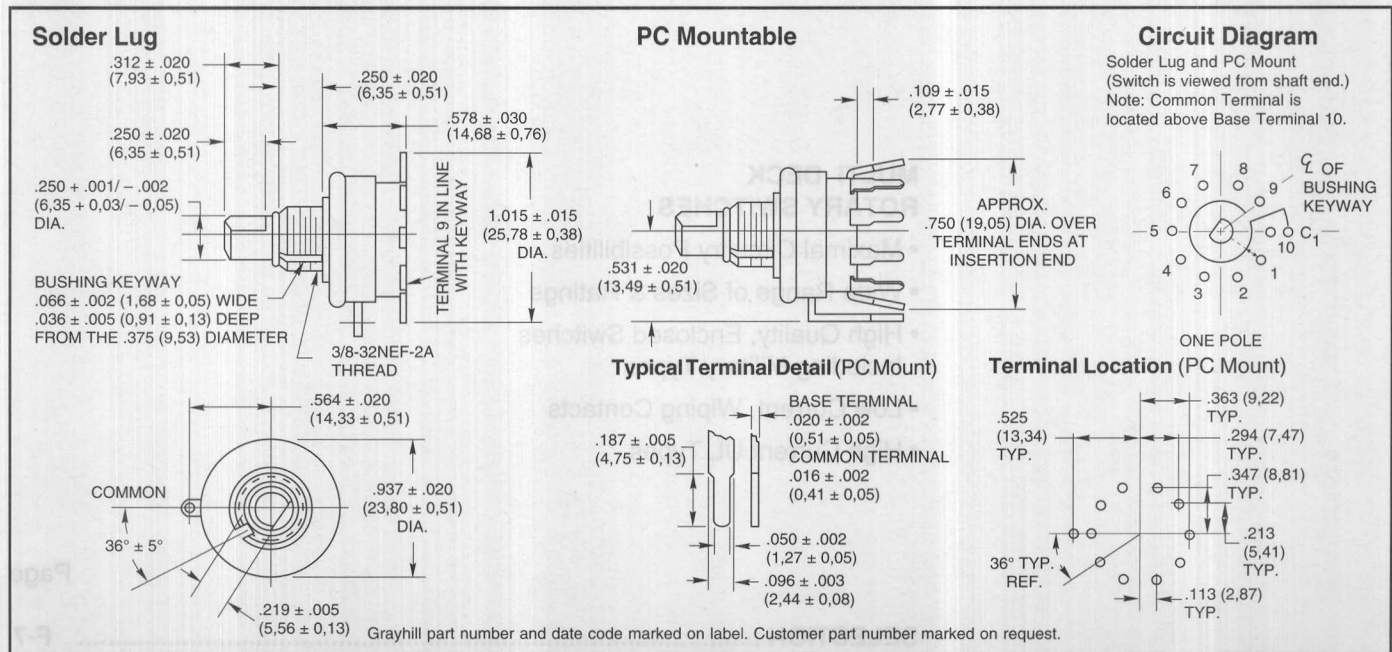 Solder Lug
.312 ± .020
(7,93 ± 0,51)
.250 ± .020
(6,35 ± 0,51)
.578 ± .030
(14,68 ± 0,76)
.250 ± .020
(6,35 ± 0,51)
.250 + .001/ − .002
(6,35 + 0,03/ − 0,05)
DIA.
1.015 ± .015
(25,78 ± 0,38)
DIA.
TERMINAL 9 IN LINE
WITH KEYWAY
BUSHING KEYWAY
.066 ± .002 (1,68 ± 0,05) WIDE
.036 ± .005 (0,91 ± 0,13) DEEP
FROM THE .375 (9,53) DIAMETER
3/8-32NEF-2A
THREAD
.564 ± .020
(14,33 ± 0,51)
COMMON
.937 ± .020
(23,80 ± 0,51)
DIA.
36° ± 5°
.219 ± .005
(5,56 ± 0,13)
PC Mountable
.109 ± .015
(2,77 ± 0,38)
APPROX.
.750 (19,05) DIA. OVER
TERMINAL ENDS AT
INSERTION END
.531 ± .020
(13,49 ± 0,51)
Typical Terminal Detail (PC Mount)
BASE TERMINAL
.020 ± .002
(0,51 ± 0,05)
COMMON TERMINAL
.016 ± .002
(0,41 ± 0,05)
.187 ± .005
(4,75 ± 0,13)
.050 ± .002
(1,27 ± 0,05)
.096 ± .003
(2,44 ± 0,08)
Circuit Diagram
Solder Lug and PC Mount
(Switch is viewed from shaft end.)
Note: Common Terminal is
located above Base Terminal 10.
7 8
6 9
5 10 C1
4 1
3 2
℄ OF
BUSHING
KEYWAY
ONE POLE
Terminal Location (PC Mount)
.363 (9,22)
TYP.
.525
(13,34)
TYP.
.294 (7,47)
TYP.
.347 (8,81)
TYP.
.213
(5,41)
TYP.
36° TYP.
REF.
.113 (2,87)
TYP.
Grayhill part number and date code marked on label. Customer part number marked on request.